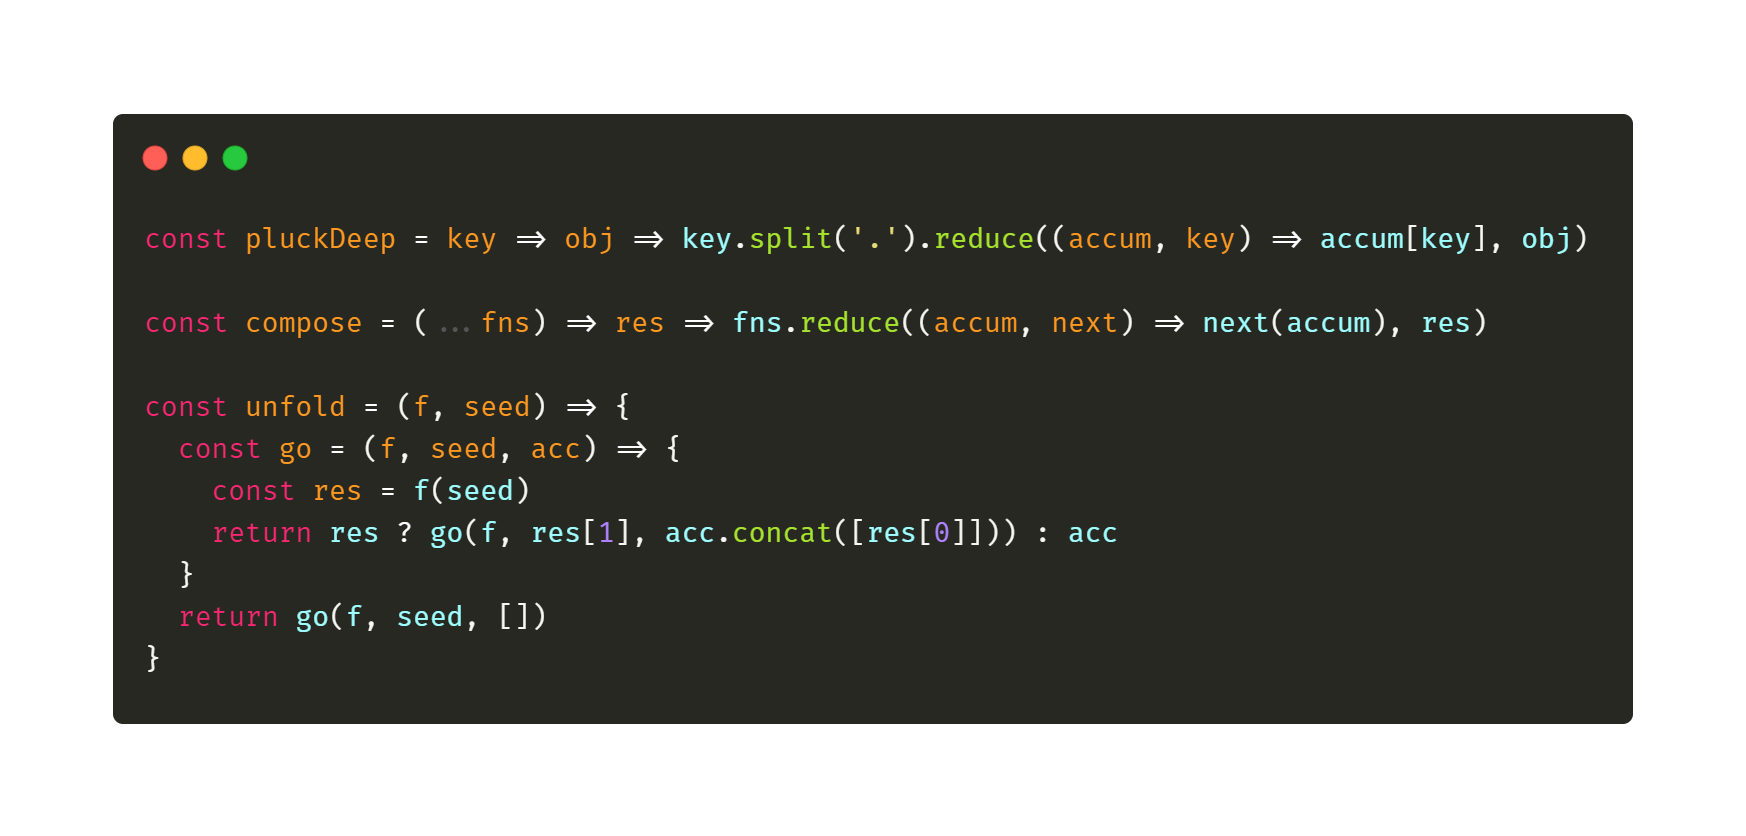 const pluckDeep = key => obj => key.split('.').reduce((accum, key) => accum[key], obj)
const compose = (...fns) => res => fns.reduce((accum, next) => next(accum), res)
const unfold = (f, seed) => {
  const go = (f, seed, acc) => {
    const res = f(seed)
    return res ? go(f, res[1], acc.concat([res[0]])) : acc
  }
  return go(f, seed, [])
}